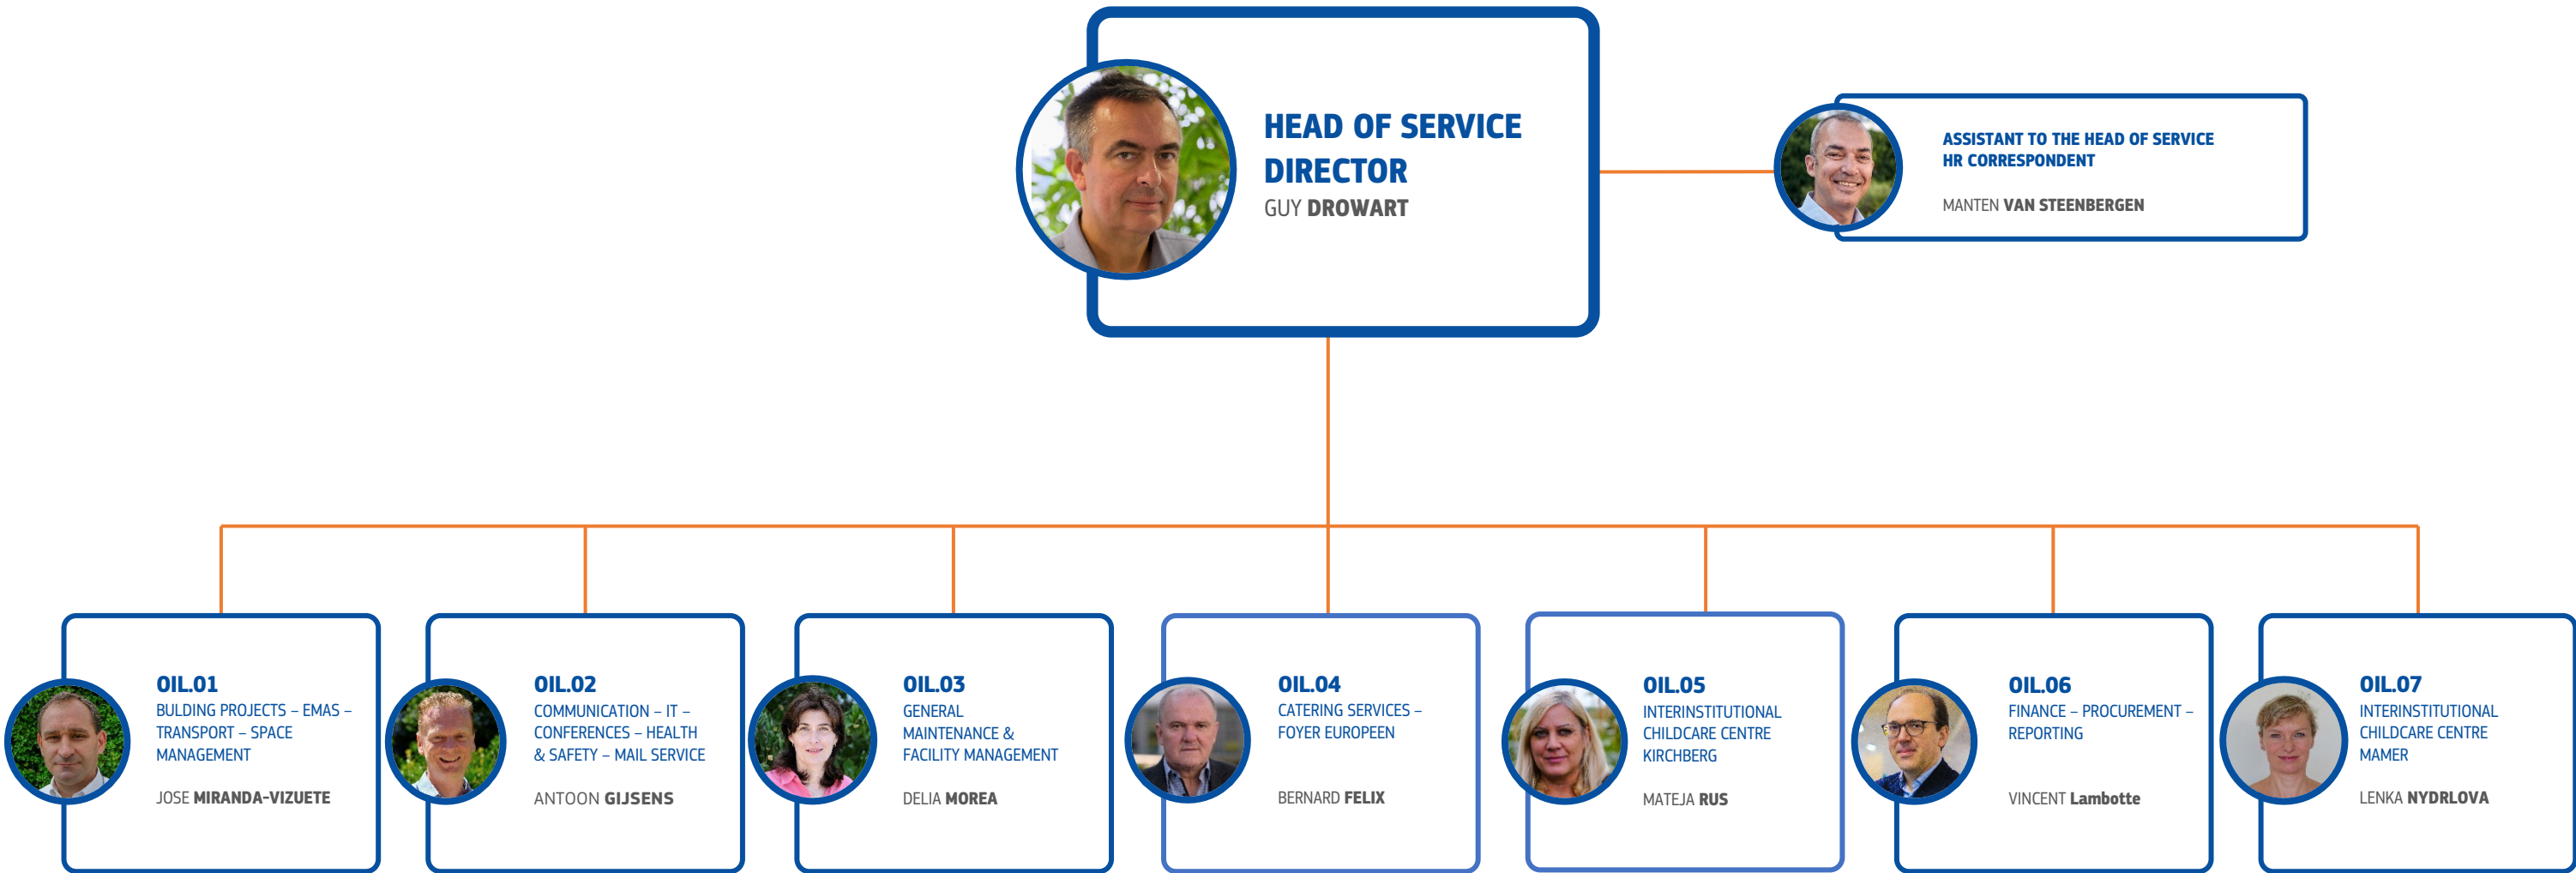 HEAD OF SERVICE
DIRECTOR
GUY DROWART
ASSISTANT TO THE HEAD OF SERVICE
HR CORRESPONDENT
MANTEN VAN STEENBERGEN
OIL.01
BULDING PROJECTS – EMAS –
TRANSPORT – SPACE
MANAGEMENT
JOSE MIRANDA-VIZUETE
OIL.02
COMMUNICATION – IT –
CONFERENCES – HEALTH
& SAFETY – MAIL SERVICE
ANTOON GIJSENS
OIL.03
GENERAL
MAINTENANCE &
FACILITY MANAGEMENT
DELIA MOREA
OIL.04
CATERING SERVICES –
FOYER EUROPEEN
BERNARD FELIX
OIL.05
INTERINSTITUTIONAL
CHILDCARE CENTRE
KIRCHBERG
MATEJA RUS
OIL.06
FINANCE – PROCUREMENT –
REPORTING
VINCENT Lambotte
OIL.07
INTERINSTITUTIONAL
CHILDCARE CENTRE
MAMER
LENKA NYDRLOVA